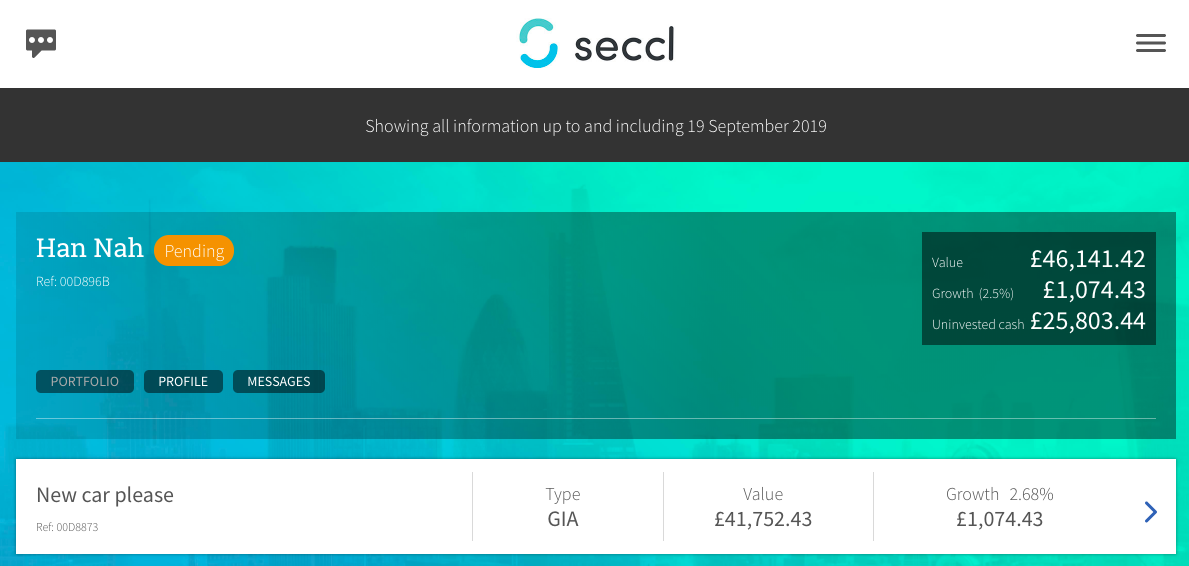 seccl
Showing all information up to and including 19 September 2019
Han Nah Pending
Ref: 00D896B
Value £46,141.42
Growth (2.5%) £1,074.43
Uninvested cash £25,803.44
PORTFOLIO PROFILE MESSAGES
New car please
Ref: 00D8873
Type
GIA
Value
£41,752.43
Growth 2.68%
£1,074.43